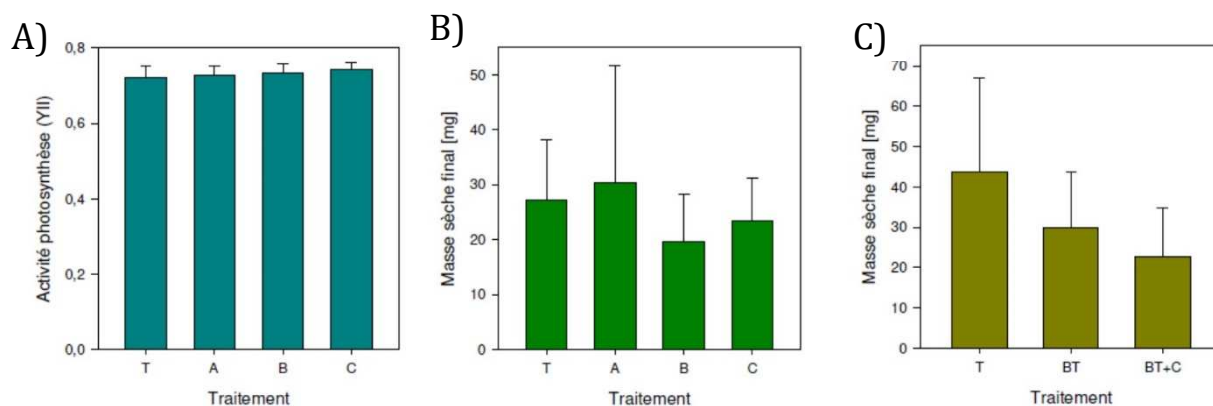 A)
Activité photosynthèse (YII)
0,8
0,6
0,4
0,2
0,0
T A B C
Traitement
B)
Masse sèche final [mg]
50
40
30
20
10
0
T A B C
Traitement
C)
Masse sèche final [mg]
70
60
50
40
30
20
10
0
T BT BT+C
Traitement